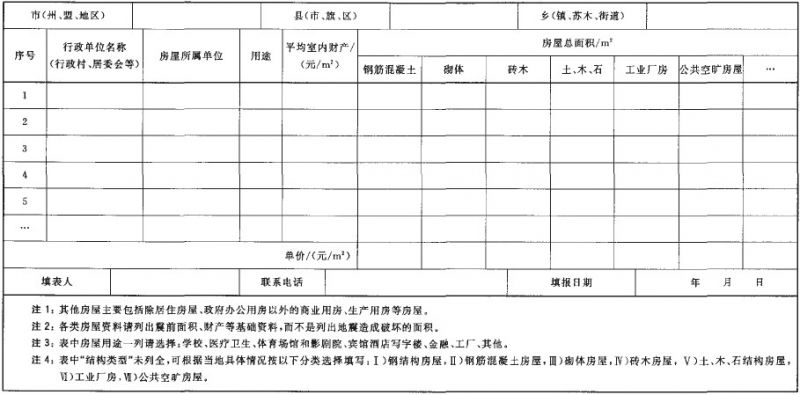 市(州、盟、地区) 县(市、旗、区) 乡(镇、苏木、街道)
序号 行政单位名称(行政村、居委会等) 房屋所属单位 用途 平均室内财产/(元/m²) 房屋总面积/m²
钢筋混凝土 砌体 砖木 土、木、石 工业厂房 公共空旷房屋 …
1
2
3
4
5
…
单价/(元/m²)
填表人 联系电话 填报日期 年 月 日
注1:其他房屋主要包括除居住房屋、政府办公用房以外的商业用房、生产用房等房屋。
注2:各类房屋资料请列出震前面积、财产等基础资料,而不是列出地震造成破坏的面积。
注3:表中房屋用途一列请选择:学校、医疗卫生、体育场馆和影剧院、宾馆酒店写字楼、金融、工厂、其他。
注4:表中“结构类型”未列全,可根据当地具体情况按以下分类选择填写:Ⅰ)钢结构房屋,Ⅱ)钢筋混凝土房屋,Ⅲ)砌体房屋,Ⅳ)砖木房屋,Ⅴ)土、木、石结构房屋,
Ⅵ)工业厂房,Ⅶ)公共空旷房屋。